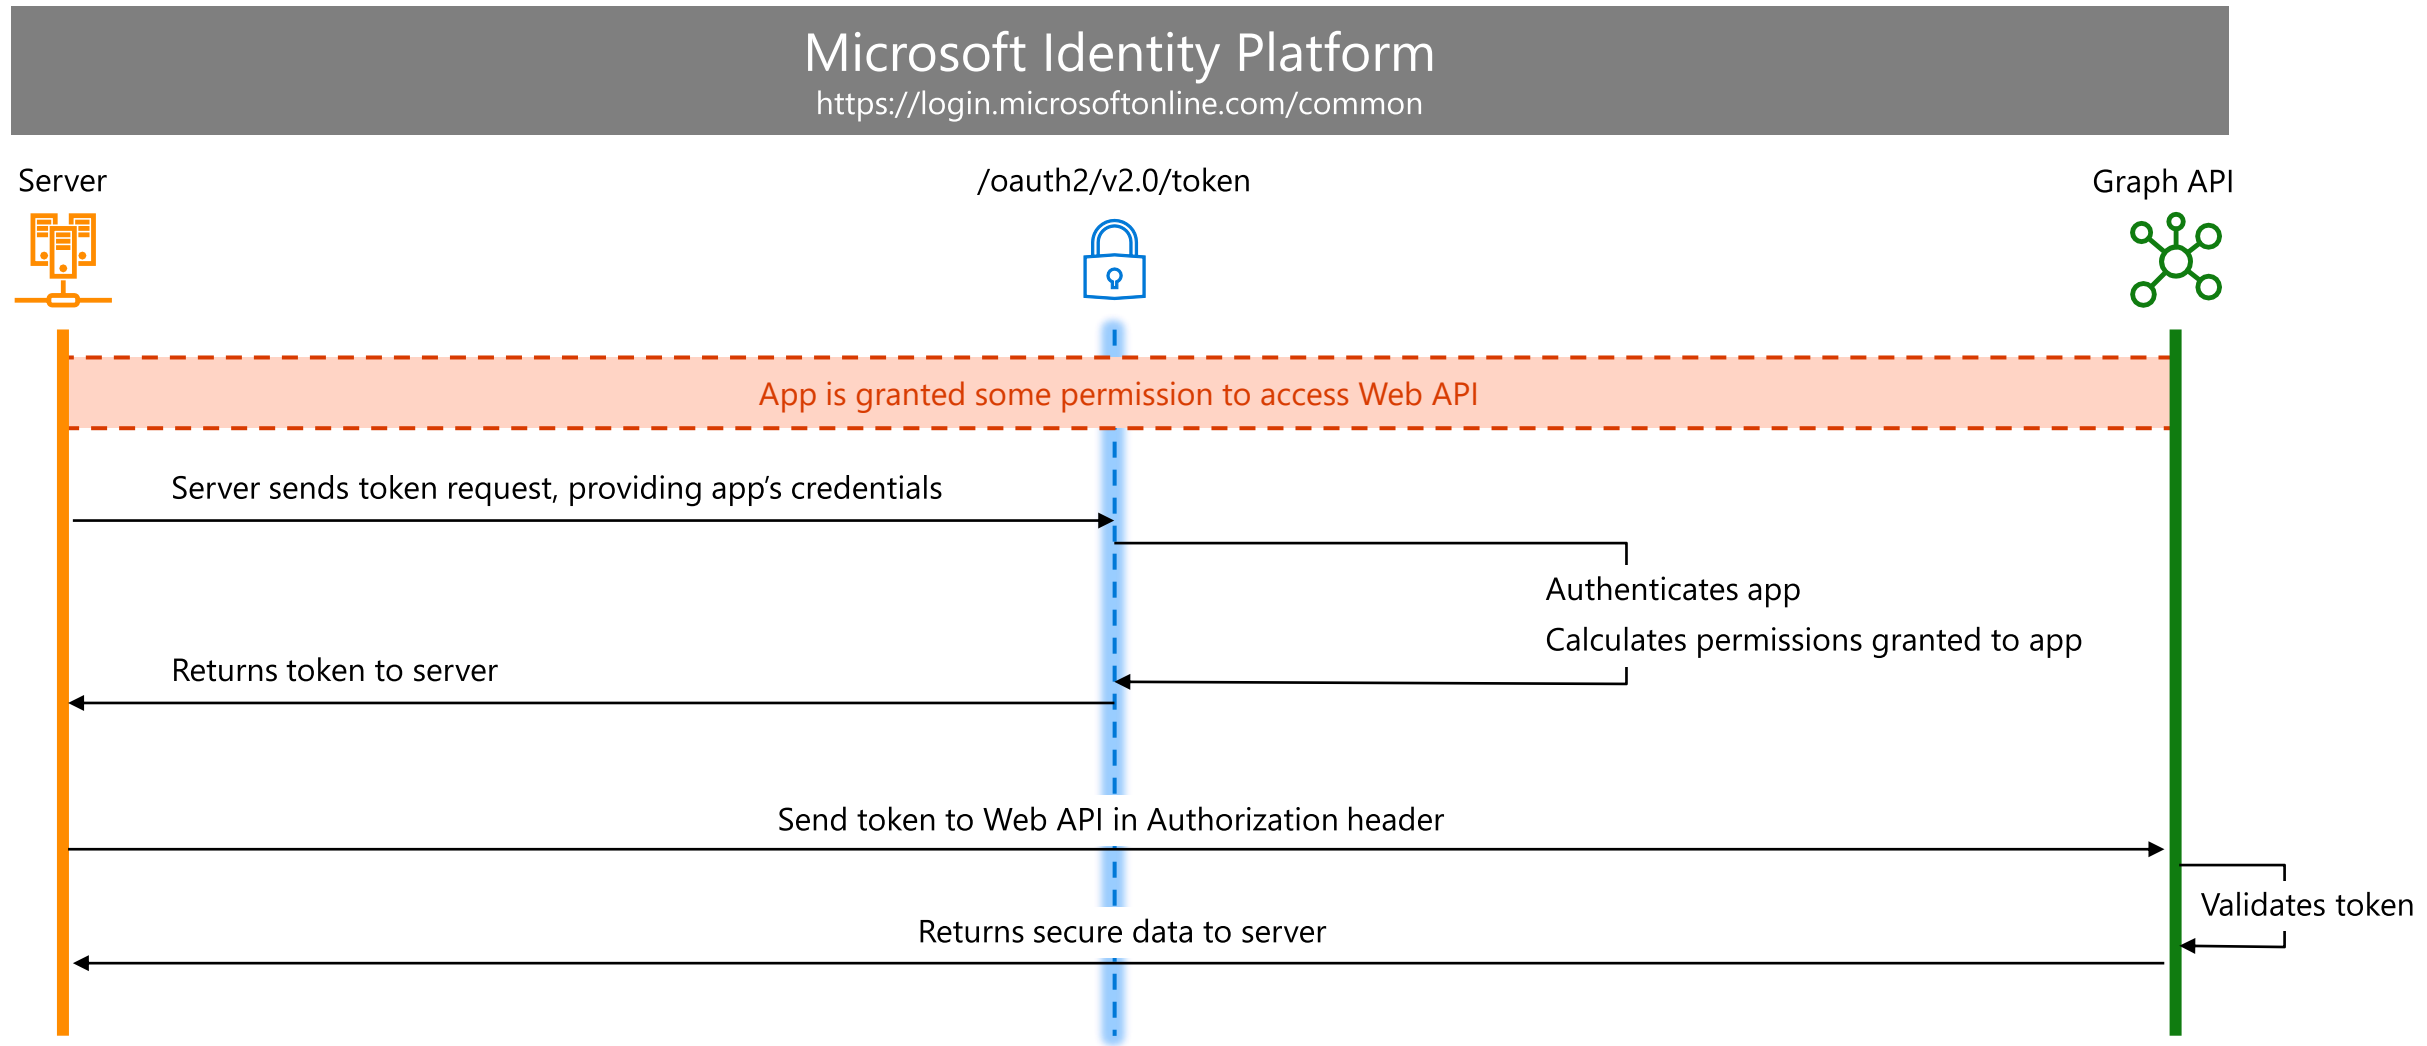 Microsoft Identity Platform
https://login.microsoftonline.com/common
Server
/oauth2/v2.0/token
Graph API
App is granted some permission to access Web API
Server sends token request, providing app’s credentials
Authenticates app
Calculates permissions granted to app
Returns token to server
Send token to Web API in Authorization header
Validates token
Returns secure data to server